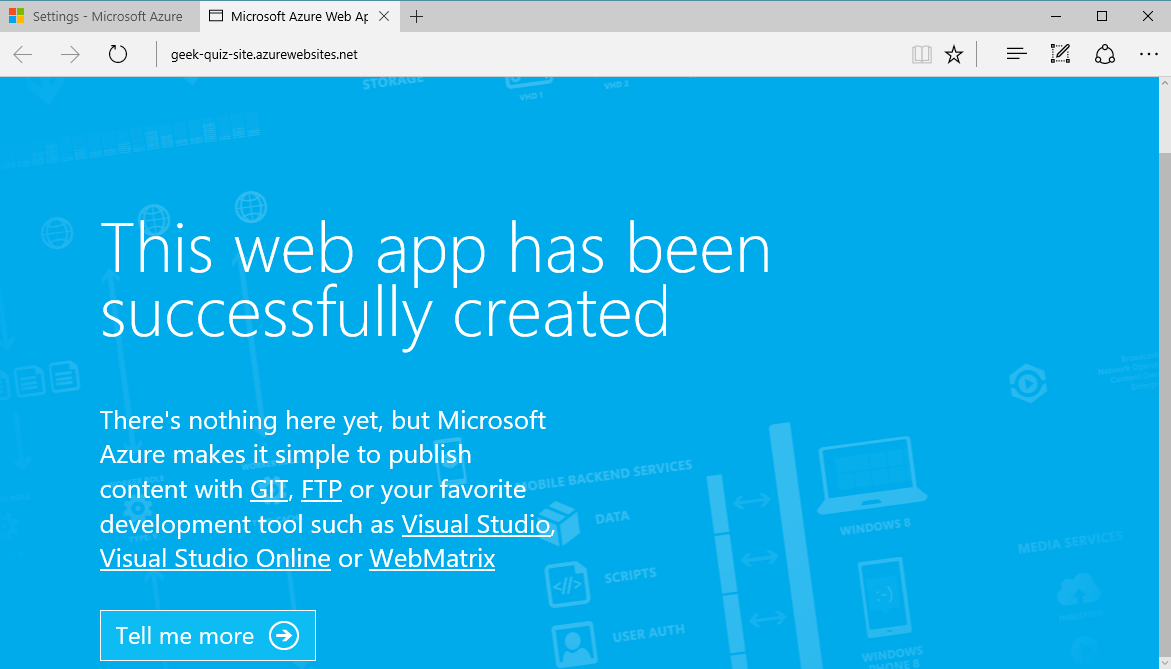 Settings - Microsoft Azure
Microsoft Azure Web Ap
geek-quiz-site.azurewebsites.net
STORAGE
VHD 1
VHD 2
This web app has been
successfully created
There's nothing here yet, but Microsoft
Azure makes it simple to publish
content with GIT, FTP or your favorite
development tool such as Visual Studio,
Visual Studio Online or WebMatrix
Tell me more
MOBILE BACKEND SERVICES
DATA
SCRIPTS
USER AUTH
WINDOWS 8
WINDOWS
PHONE 8
MEDIA SERVICES